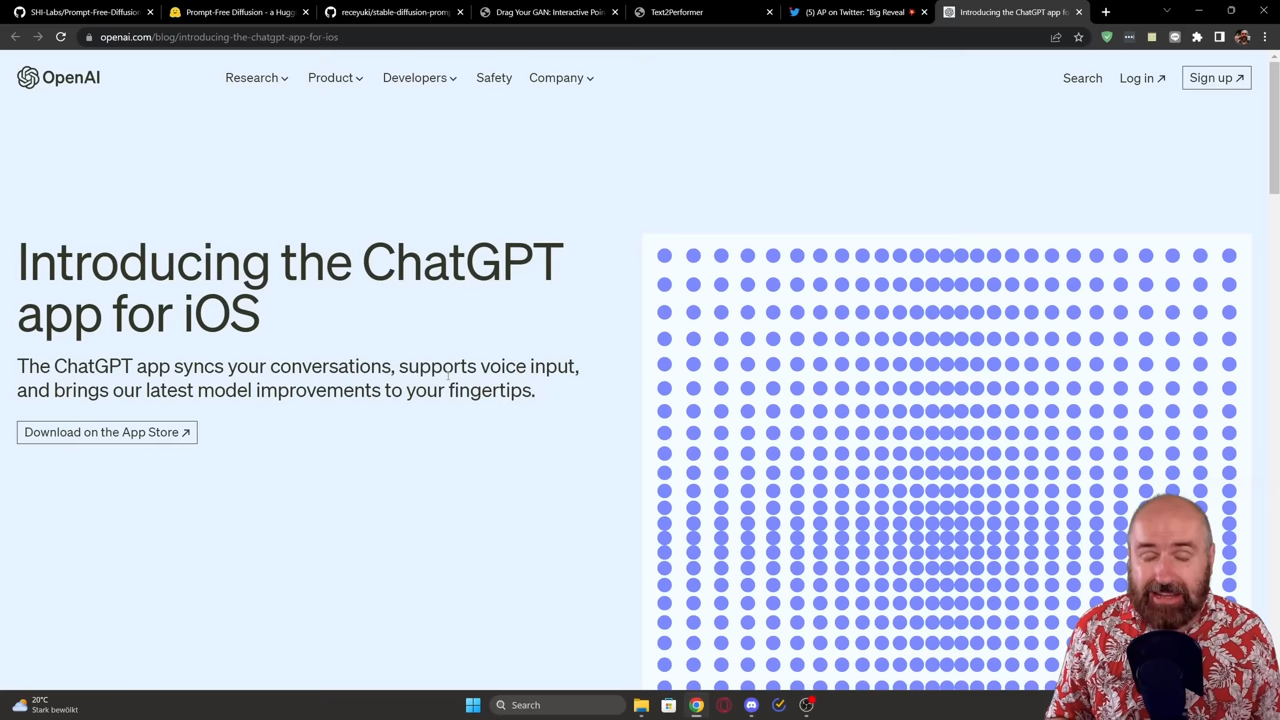 SHI-Labs/Prompt-Free-Diffusion
Prompt-Free Diffusion - a Hugg
receyuki/stable-diffusion-promp
Drag Your GAN: Interactive Poin
Text2Performer
(5) AP on Twitter: "Big Reveal
Introducing the ChatGPT app fo
openai.com/blog/introducing-the-chatgpt-app-for-ios
OpenAI
Research
Product
Developers
Safety
Company
Search
Log in ↗
Sign up ↗
Introducing the ChatGPT
app for iOS
The ChatGPT app syncs your conversations, supports voice input,
and brings our latest model improvements to your fingertips.
Download on the App Store ↗
20°C
Stark bewölkt
Search